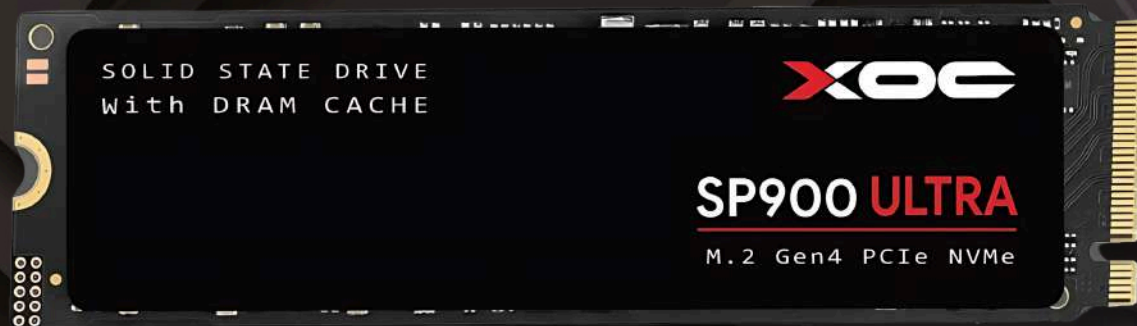 SOLID STATE DRIVE
With DRAM CACHE
XOC
SP900 ULTRA
M.2 Gen4 PCIe NVMe